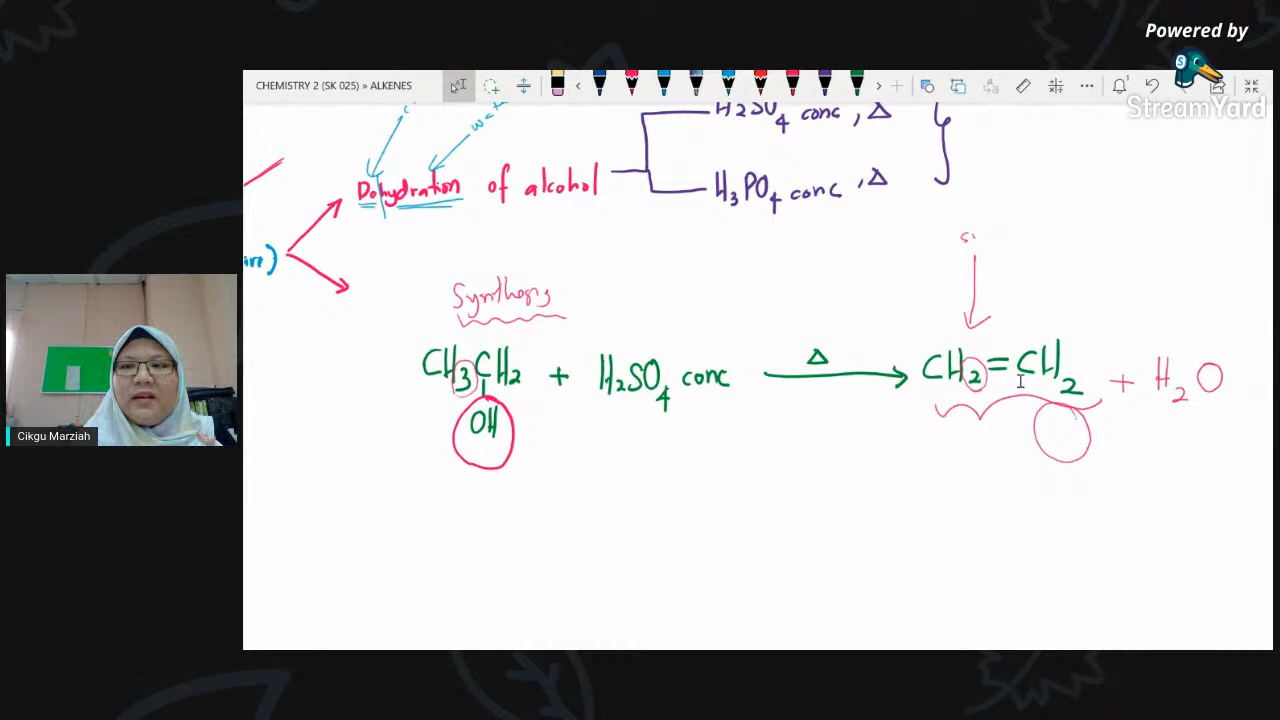 Powered by
StreamYard
CHEMISTRY 2 (SK 025) » ALKENES
H2SO4 conc , Δ
Dehydration of alcohol
H3PO4 conc , Δ
Synthesis
CH3CH2 + H2SO4 conc Δ → CH2=CH2 + H2O
OH
Cikgu Marziah